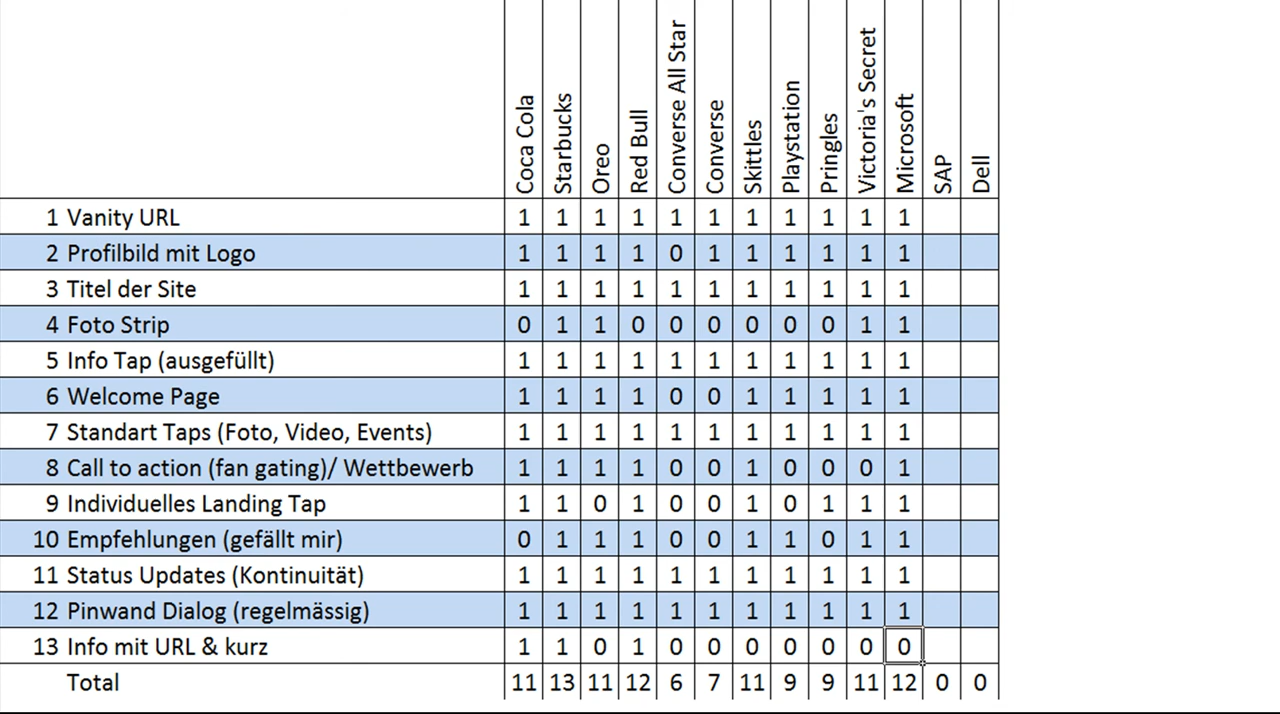 Coca Cola Starbucks Oreo Red Bull Converse All Star Converse Skittles Playstation Pringles Victoria's Secret Microsoft SAP Dell
1 Vanity URL 1 1 1 1 1 1 1 1 1 1 1
2 Profilbild mit Logo 1 1 1 1 0 1 1 1 1 1 1
3 Titel der Site 1 1 1 1 1 1 1 1 1 1 1
4 Foto Strip 0 1 1 0 0 0 0 0 0 1 1
5 Info Tap (ausgefüllt) 1 1 1 1 1 1 1 1 1 1 1
6 Welcome Page 1 1 1 1 0 0 1 1 1 1 1
7 Standart Taps (Foto, Video, Events) 1 1 1 1 1 1 1 1 1 1 1
8 Call to action (fan gating)/ Wettbewerb 1 1 1 1 0 0 1 0 0 0 1
9 Individuelles Landing Tap 1 1 0 1 0 0 1 0 1 1 1
10 Empfehlungen (gefällt mir) 0 1 1 1 0 0 1 1 0 1 1
11 Status Updates (Kontinuität) 1 1 1 1 1 1 1 1 1 1 1
12 Pinwand Dialog (regelmässig) 1 1 1 1 1 1 1 1 1 1 1
13 Info mit URL & kurz 1 1 0 1 0 0 0 0 0 0 0
Total 11 13 11 12 6 7 11 9 9 11 12 0 0